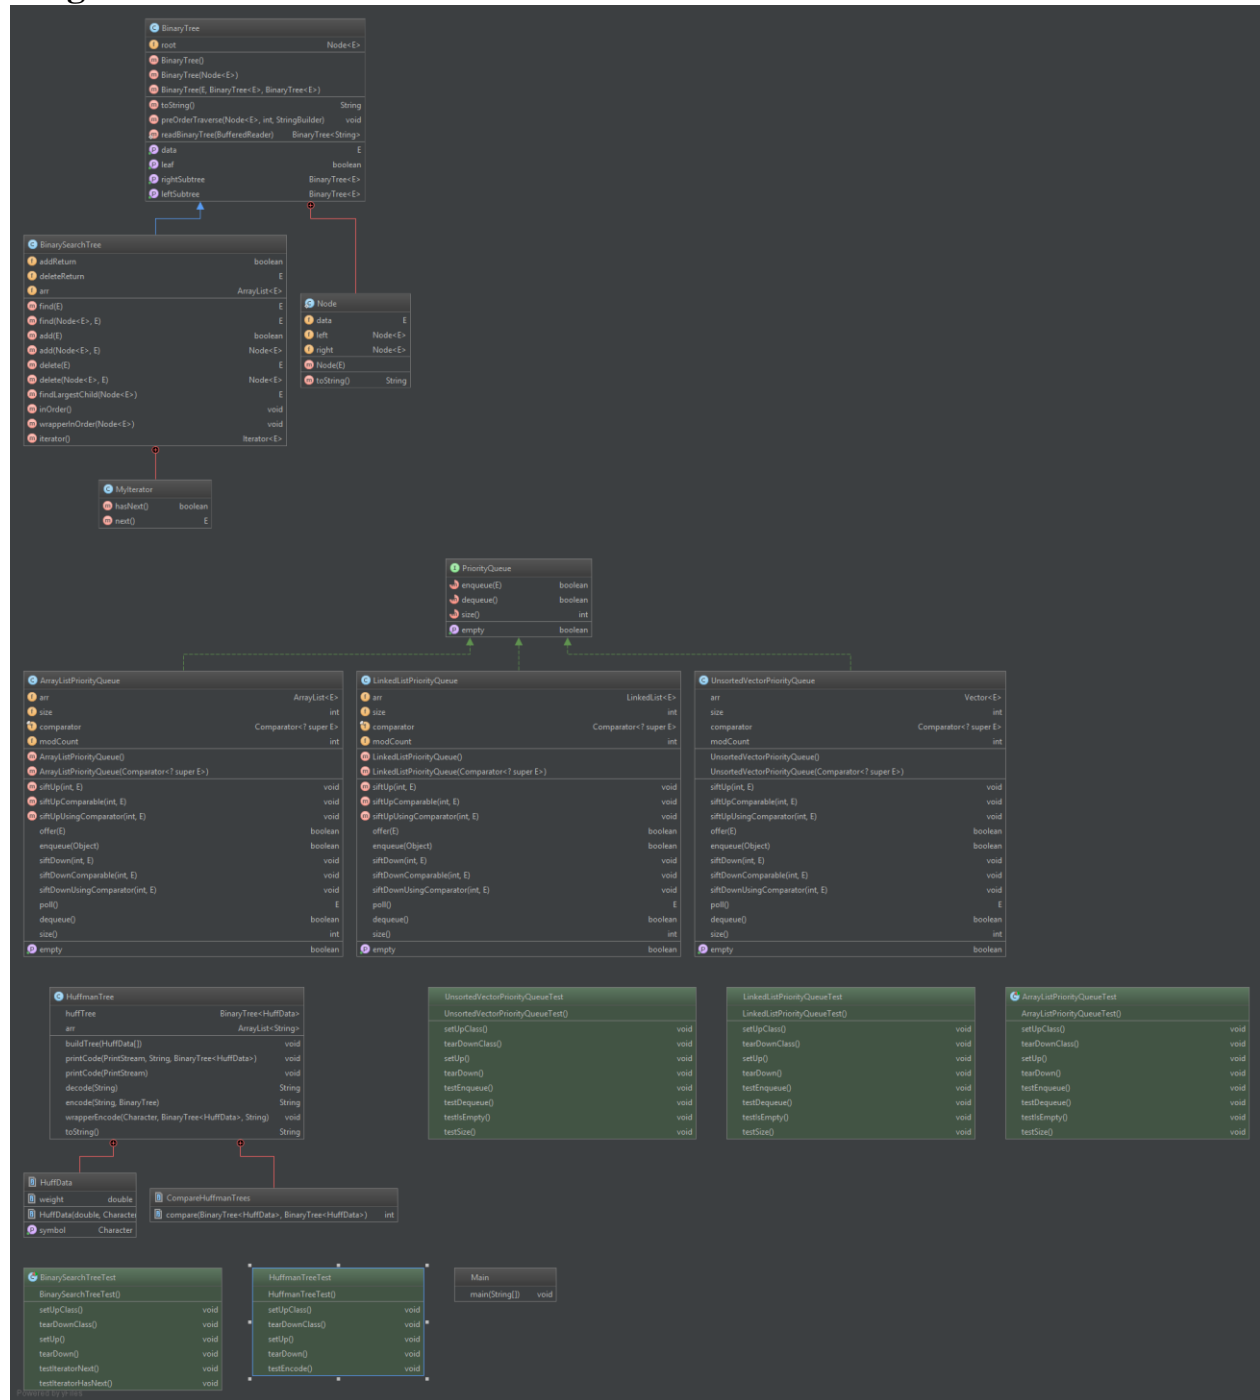 BinaryTree
root Node<E>
BinaryTree()
BinaryTree(Node<E>)
BinaryTree(E, BinaryTree<E>, BinaryTree<E>)
toString() String
preOrderTraverse(Node<E>, int, StringBuilder) void
readBinaryTree(BufferedReader) BinaryTree<String>
data E
leaf boolean
rightSubtree BinaryTree<E>
leftSubtree BinaryTree<E>
BinarySearchTree
addReturn boolean
deleteReturn E
arr ArrayList<E>
find(E) E
find(Node<E>, E) E
add(E) boolean
add(Node<E>, E) Node<E>
delete(E) E
delete(Node<E>, E) Node<E>
findLargestChild(Node<E>) E
inOrder() void
wrapperInOrder(Node<E>) void
iterator() Iterator<E>
Node
data E
left Node<E>
right Node<E>
Node(E)
toString() String
MyIterator
hasNext() boolean
next() E
PriorityQueue
enqueue(E) boolean
dequeue() boolean
size() int
empty boolean
ArrayListPriorityQueue
arr ArrayList<E>
size int
comparator Comparator<? super E>
modCount int
ArrayListPriorityQueue()
ArrayListPriorityQueue(Comparator<? super E>)
siftUp(int, E) void
siftUpComparable(int, E) void
siftUpUsingComparator(int, E) void
offer(E) boolean
enqueue(Object) boolean
siftDown(int, E) void
siftDownComparable(int, E) void
siftDownUsingComparator(int, E) void
poll() E
dequeue() boolean
size() int
empty boolean
LinkedListPriorityQueue
arr LinkedList<E>
size int
comparator Comparator<? super E>
modCount int
LinkedListPriorityQueue()
LinkedListPriorityQueue(Comparator<? super E>)
siftUp(int, E) void
siftUpComparable(int, E) void
siftUpUsingComparator(int, E) void
offer(E) boolean
enqueue(Object) boolean
siftDown(int, E) void
siftDownComparable(int, E) void
siftDownUsingComparator(int, E) void
poll() E
dequeue() boolean
size() int
empty boolean
UnsortedVectorPriorityQueue
arr Vector<E>
size int
comparator Comparator<? super E>
modCount int
UnsortedVectorPriorityQueue()
UnsortedVectorPriorityQueue(Comparator<? super E>)
siftUp(int, E) void
siftUpComparable(int, E) void
siftUpUsingComparator(int, E) void
offer(E) boolean
enqueue(Object) boolean
siftDown(int, E) void
siftDownComparable(int, E) void
siftDownUsingComparator(int, E) void
poll() E
dequeue() boolean
size() int
empty boolean
HuffmanTree
huffTree BinaryTree<HuffData>
arr ArrayList<String>
buildTree(HuffData[]) void
printCode(PrintStream, String, BinaryTree<HuffData>) void
printCode(PrintStream) void
decode(String) String
encode(String, BinaryTree) String
wrapperEncode(Character, BinaryTree<HuffData>, String) void
toString() String
UnsortedVectorPriorityQueueTest
UnsortedVectorPriorityQueueTest()
setUpClass() void
tearDownClass() void
setUp() void
tearDown() void
testEnqueue() void
testDequeue() void
testIsEmpty() void
testSize() void
LinkedListPriorityQueueTest
LinkedListPriorityQueueTest()
setUpClass() void
tearDownClass() void
setUp() void
tearDown() void
testEnqueue() void
testDequeue() void
testIsEmpty() void
testSize() void
ArrayListPriorityQueueTest
ArrayListPriorityQueueTest()
setUpClass() void
tearDownClass() void
setUp() void
tearDown() void
testEnqueue() void
testDequeue() void
testIsEmpty() void
testSize() void
HuffData
weight double
HuffData(double, Character
symbol Character
CompareHuffmanTrees
compare(BinaryTree<HuffData>, BinaryTree<HuffData>) int
BinarySearchTreeTest
BinarySearchTreeTest()
setUpClass() void
tearDownClass() void
setUp() void
tearDown() void
testIteratorNext() void
testIteratorHasNext() void
HuffmanTreeTest
HuffmanTreeTest()
setUpClass() void
tearDownClass() void
setUp() void
tearDown() void
testEncode() void
Main
main(String[]) void
Powered by yFiles